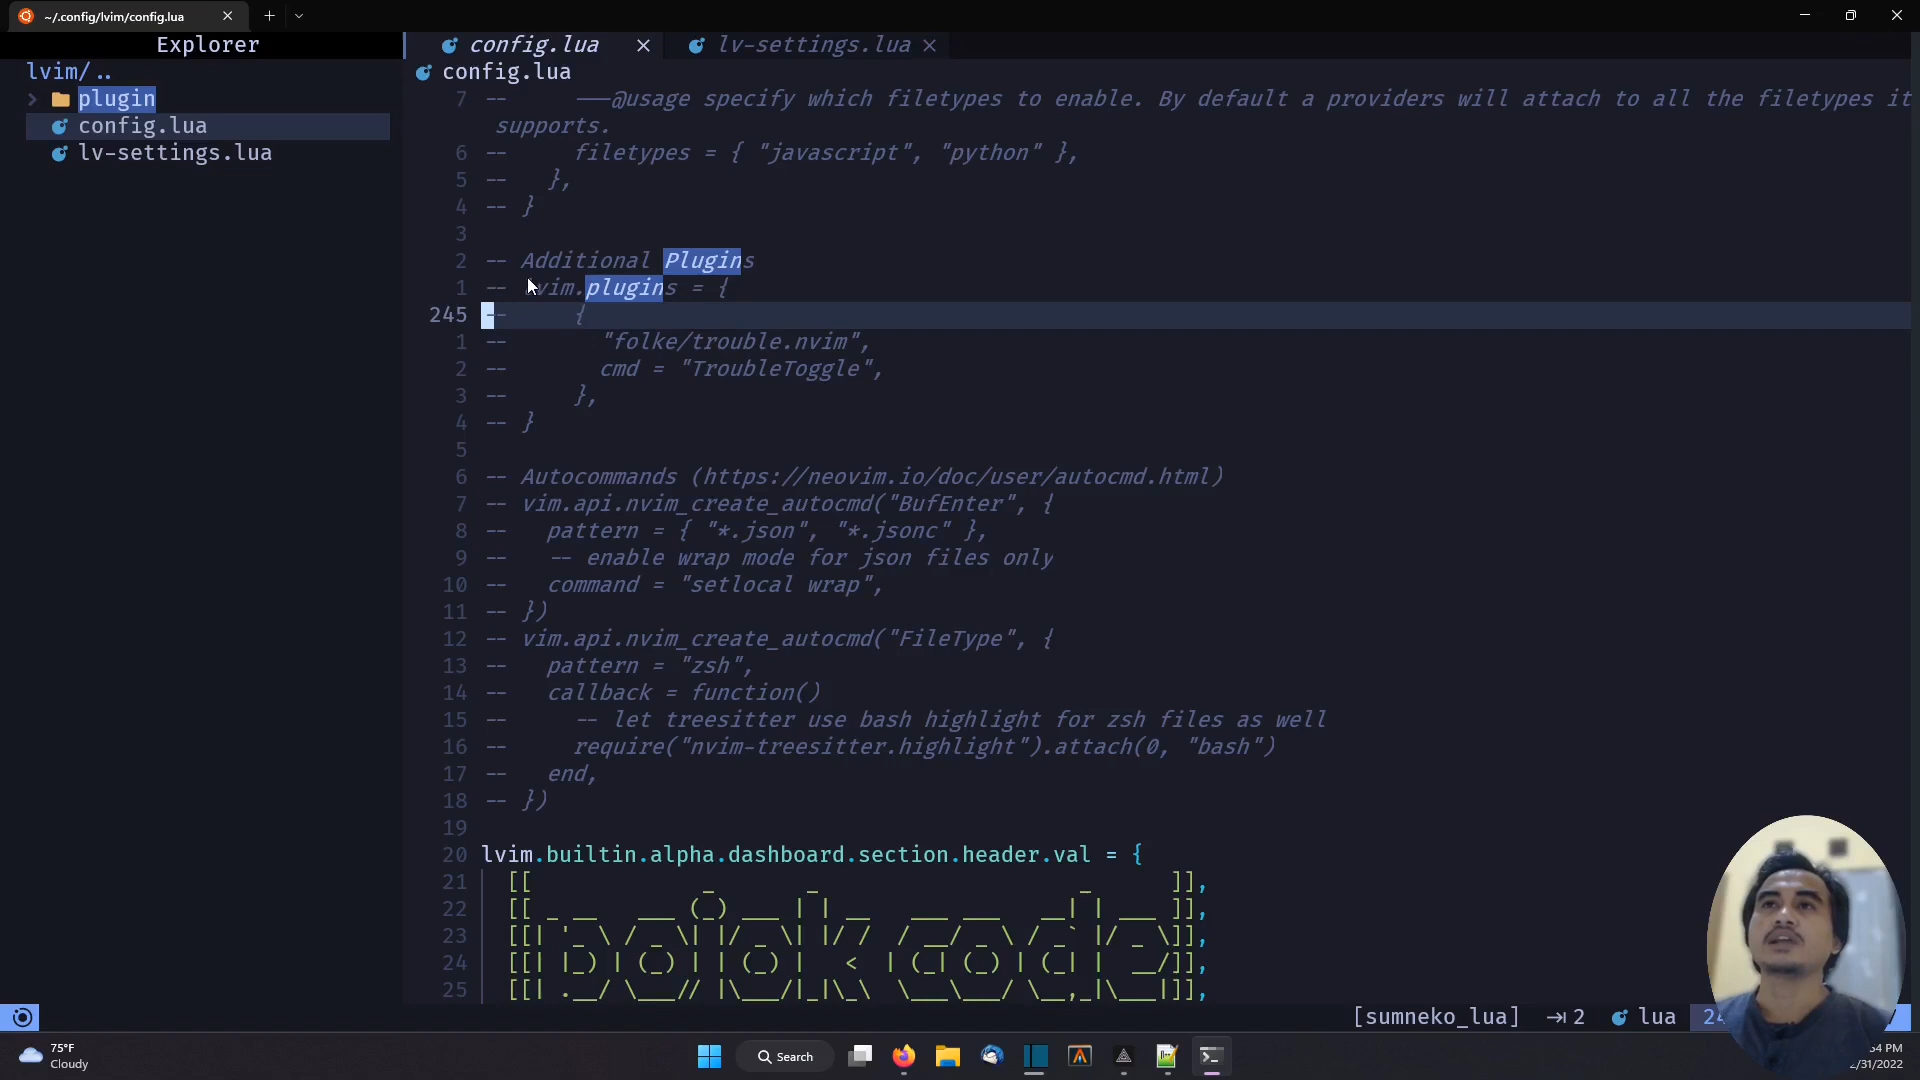 ~/.config/lvim/config.lua
Explorer
lvim/..
plugin
config.lua
lv-settings.lua
config.lua
lv-settings.lua
config.lua
7 --     ---@usage specify which filetypes to enable. By default a providers will attach to all the filetypes it
supports.
6 --     filetypes = { "javascript", "python" },
5 --   },
4 -- }
3
2 -- Additional Plugins
1 -- lvim.plugins = {
245 --     {
1 --       "folke/trouble.nvim",
2 --       cmd = "TroubleToggle",
3 --     },
4 -- }
5
6 -- Autocommands (https://neovim.io/doc/user/autocmd.html)
7 -- vim.api.nvim_create_autocmd("BufEnter", {
8 --   pattern = { "*.json", "*.jsonc" },
9 --   -- enable wrap mode for json files only
10 --   command = "setlocal wrap",
11 -- })
12 -- vim.api.nvim_create_autocmd("FileType", {
13 --   pattern = "zsh",
14 --   callback = function()
15 --     -- let treesitter use bash highlight for zsh files as well
16 --     require("nvim-treesitter.highlight").attach(0, "bash")
17 --   end,
18 -- })
19
20 lvim.builtin.alpha.dashboard.section.header.val = {
21   [[             _       _                    _       ]],
22   [[ _ __   ___ (_) ___ | | __   ___ ___   __| | ___ ]],
23   [[| '_ \ / _ \| |/ _ \| |/ /  / __/ _ \ / _` |/ _ \]],
24   [[| |_) | (_) | | (_) |   <  | (_| (_) | (_| |  __/]],
25   [[| .__/ \___// |\___/|_|\_\  \___\___/ \__,_|\___|]],
[sumneko_lua] 2 lua
75°F
Cloudy
Search
54 PM
/31/2022